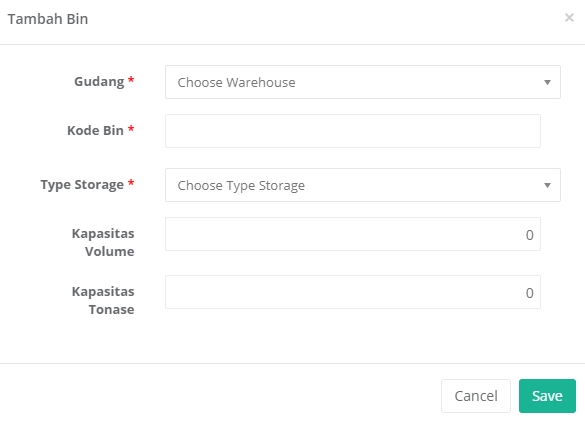 Tambah Bin ×
Gudang * Choose Warehouse
Kode Bin *
Type Storage * Choose Type Storage
Kapasitas
Volume
0
Kapasitas
Tonase
0
Cancel Save